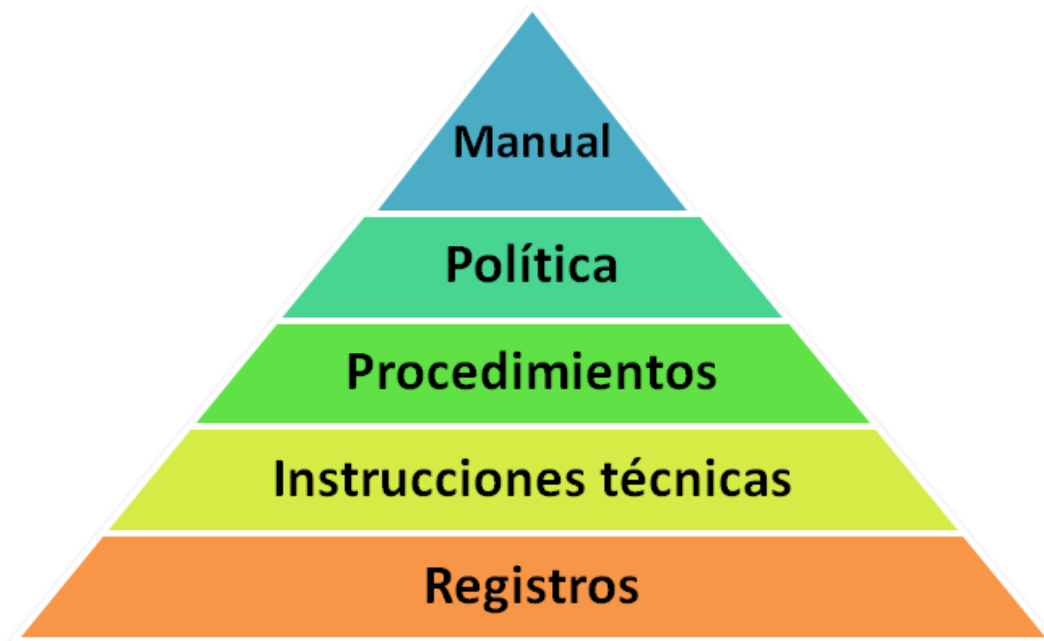 Manual
Política
Procedimientos
Instrucciones técnicas
Registros